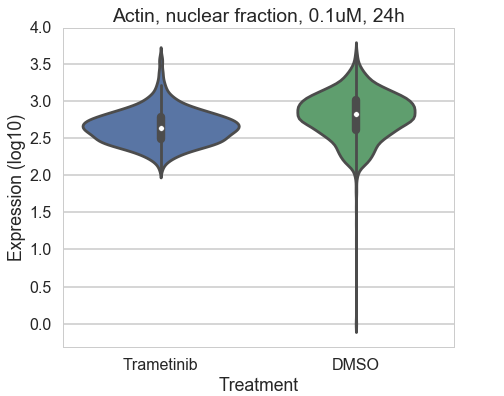 Actin, nuclear fraction, 0.1uM, 24h
Expression (log10)
4.0
3.5
3.0
2.5
2.0
1.5
1.0
0.5
0.0
Trametinib
DMSO
Treatment